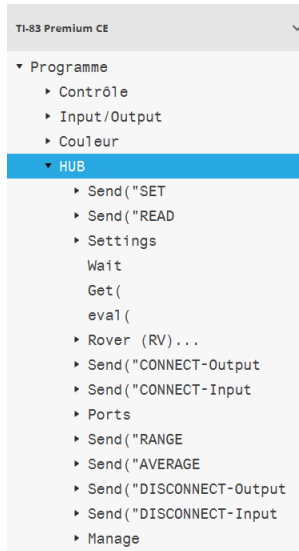 TI-83 Premium CE
Programme
Contrôle
Input/Output
Couleur
HUB
Send("SET
Send("READ
Settings
Wait
Get(
eval(
Rover (RV)...
Send("CONNECT-Output
Send("CONNECT-Input
Ports
Send("RANGE
Send("AVERAGE
Send("DISCONNECT-Output
Send("DISCONNECT-Input
Manage